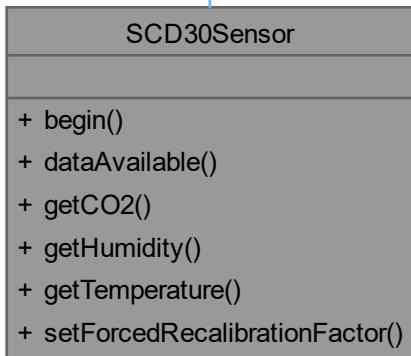 SCD30Sensor
+ begin()
+ dataAvailable()
+ getCO2()
+ getHumidity()
+ getTemperature()
+ setForcedRecalibrationFactor()